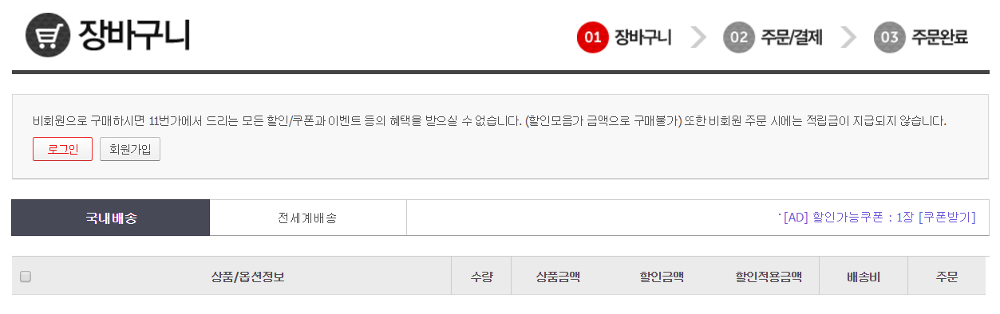 장바구니
01 장바구니 02 주문/결제 03 주문완료
비회원으로 구매하시면 11번가에서 드리는 모든 할인/쿠폰과 이벤트 등의 혜택을 받으실 수 없습니다. (할인모음가 금액으로 구매불가) 또한 비회원 주문 시에는 적립금이 지급되지 않습니다.
로그인 회원가입
국내배송 전세계배송 [AD] 할인가능쿠폰 : 1장 [쿠폰받기]
상품/옵션정보 수량 상품금액 할인금액 할인적용금액 배송비 주문